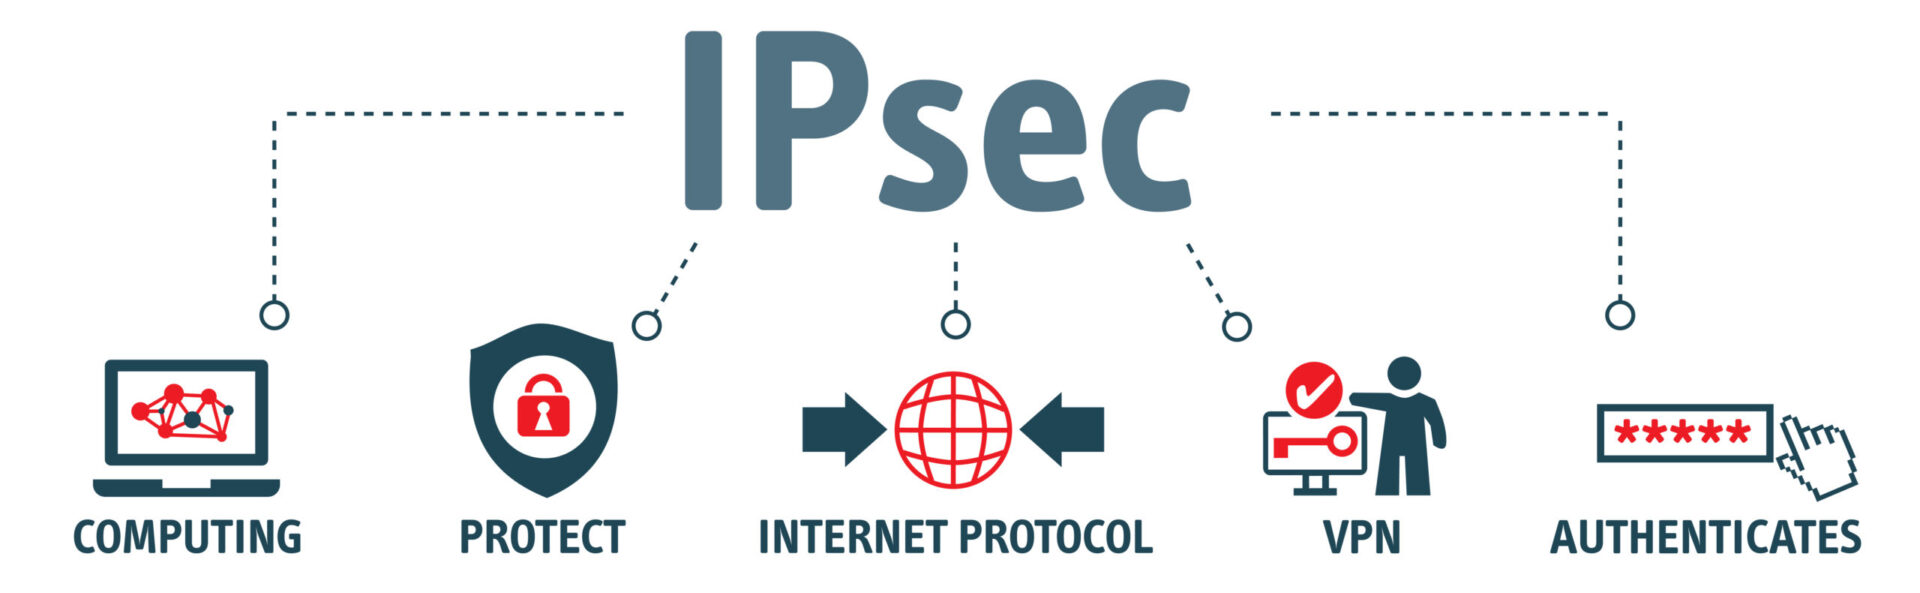 IPsec
COMPUTING
PROTECT
INTERNET PROTOCOL
VPN
*****
AUTHENTICATES